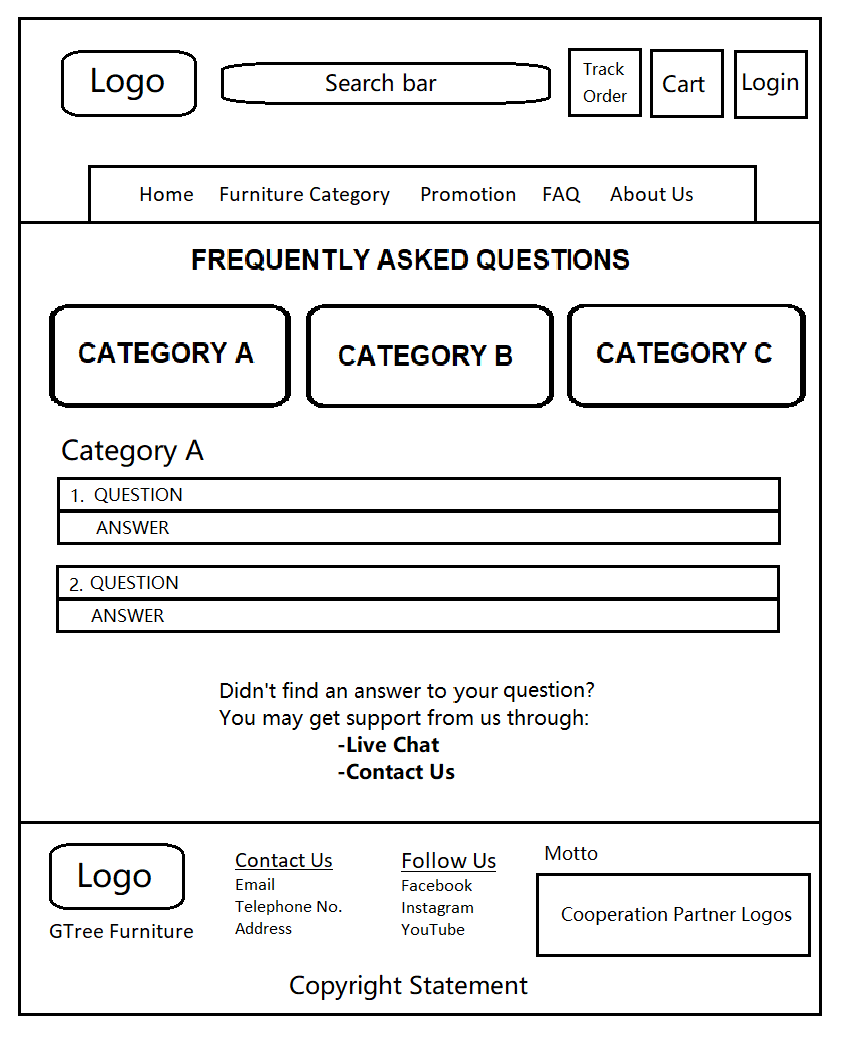 Logo
Search bar
Track
Order
Cart
Login
Home Furniture Category Promotion FAQ About Us
FREQUENTLY ASKED QUESTIONS
CATEGORY A
CATEGORY B
CATEGORY C
Category A
1. QUESTION
ANSWER
2. QUESTION
ANSWER
Didn't find an answer to your question?
You may get support from us through:
-Live Chat
-Contact Us
Logo
GTree Furniture
Contact Us
Email
Telephone No.
Address
Follow Us
Facebook
Instagram
YouTube
Motto
Cooperation Partner Logos
Copyright Statement